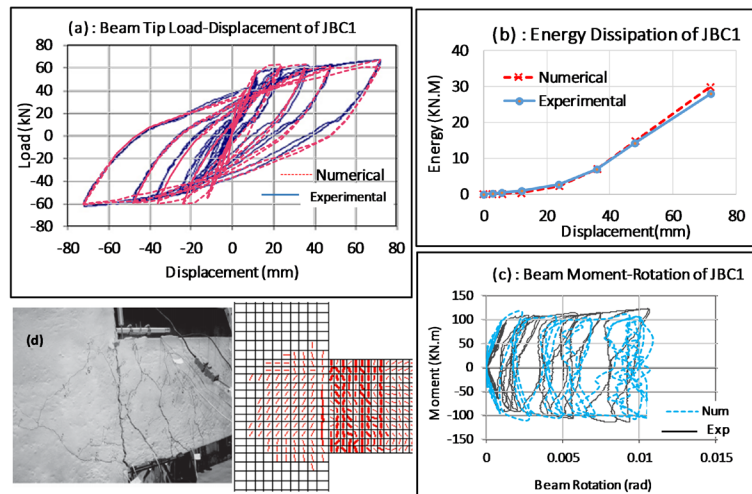 (a) : Beam Tip Load-Displacement of JBC1
80
60
40
20
0
-20
-40
-60
-80
Load (kN)
Numerical
Experimental
-80 -60 -40 -20 0 20 40 60 80
Displacement (mm)
(b) : Energy Dissipation of JBC1
40
30
20
10
0
Energy (KN.M)
Numerical
Experimental
0 20 40 60 80
Displacement(mm)
(c) : Beam Moment-Rotation of JBC1
150
100
50
0
-50
-100
-150
Moment (KN.m)
Num
Exp
0 0.005 0.01 0.015
Beam Rotation (rad)
(d)